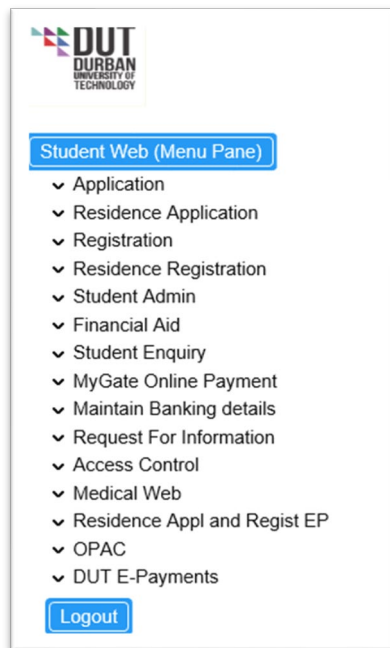 DUT
DURBAN
UNIVERSITY OF
TECHNOLOGY
Student Web (Menu Pane)
Application
Residence Application
Registration
Residence Registration
Student Admin
Financial Aid
Student Enquiry
MyGate Online Payment
Maintain Banking details
Request For Information
Access Control
Medical Web
Residence Appl and Regist EP
OPAC
DUT E-Payments
Logout